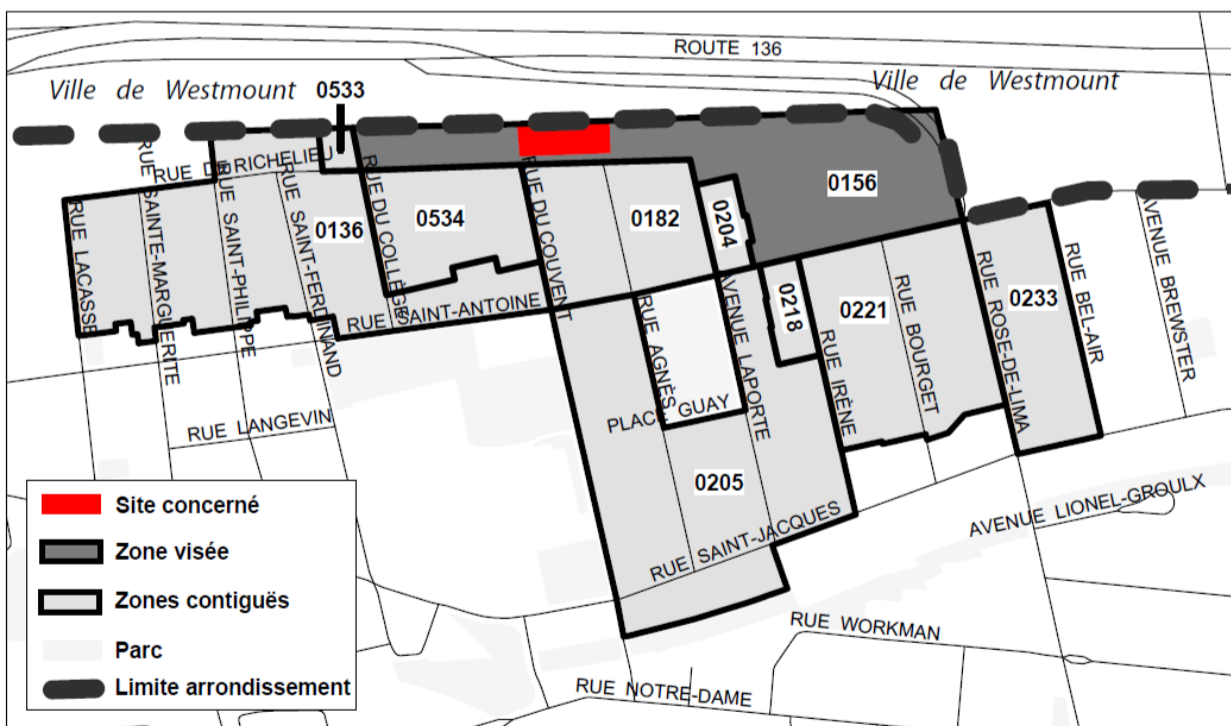 ROUTE 136
Ville de Westmount
0533
Ville de Westmount
RUE DE RICHELIEU
RUE LACASSE
RUE SAINTE-MARGUERITE
RUE SAINT-PHILIPPE
RUE SAINT-FERDINAND
0136
RUE DU COLLÈGE
0534
RUE DU COUVENT
0182
0204
0156
RUE SAINT-ANTOINE
RUE AGNÈS
AVENUE LAPORTE
0218
RUE IRÈNE
0221
RUE BOURGET
RUE ROSE-DE-LIMA
0233
RUE BEL-AIR
AVENUE BREWSTER
RUE LANGEVIN
PLACE GUAY
0205
RUE SAINT-JACQUES
AVENUE LIONEL-GROULX
RUE WORKMAN
RUE NOTRE-DAME
Site concerné
Zone visée
Zones contiguës
Parc
Limite arrondissement